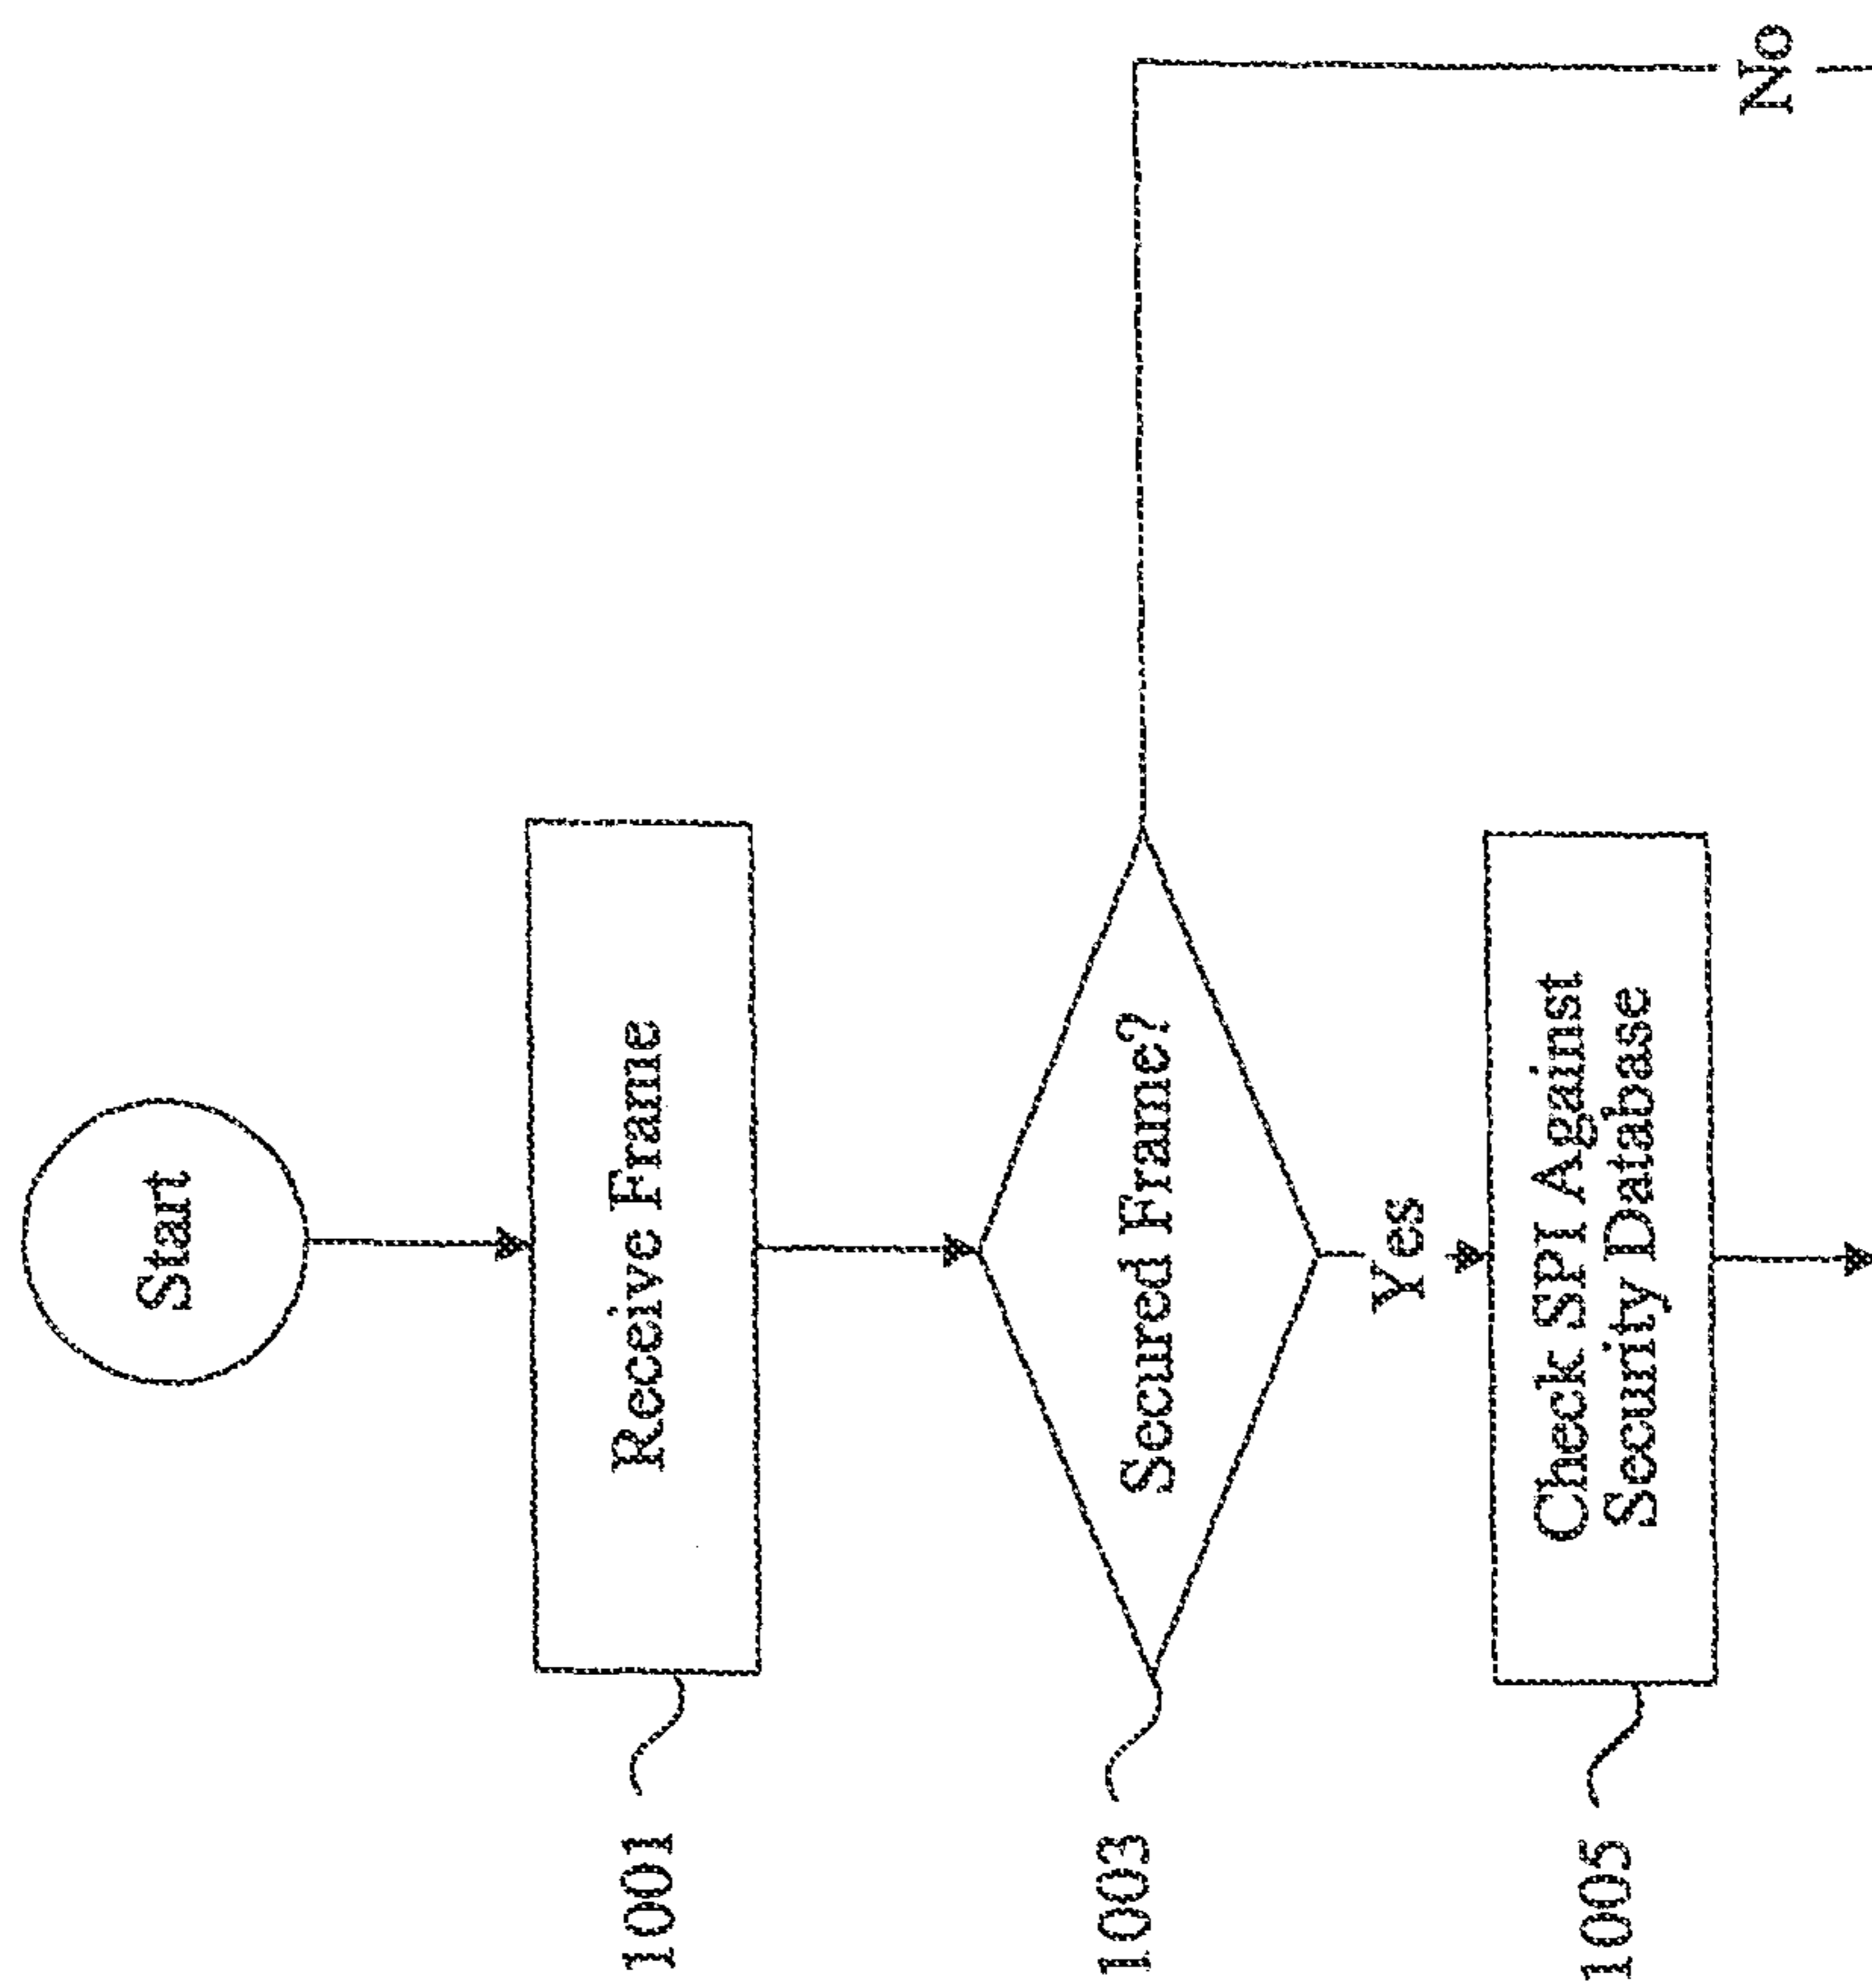 Start
1001
Receive Frame
1003
Secured Frame?
Yes
No
1005
Check SPI Against
Security Database